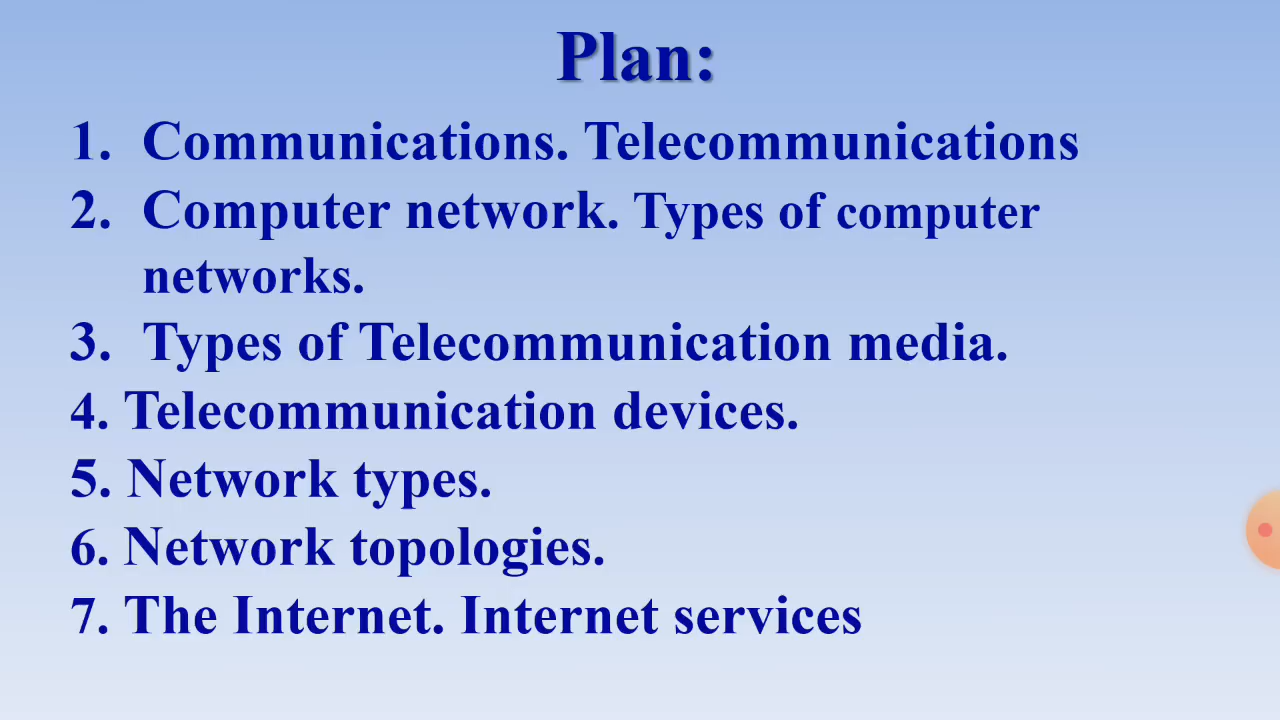 Plan:
1. Communications. Telecommunications
2. Computer network. Types of computer
networks.
3. Types of Telecommunication media.
4. Telecommunication devices.
5. Network types.
6. Network topologies.
7. The Internet. Internet services